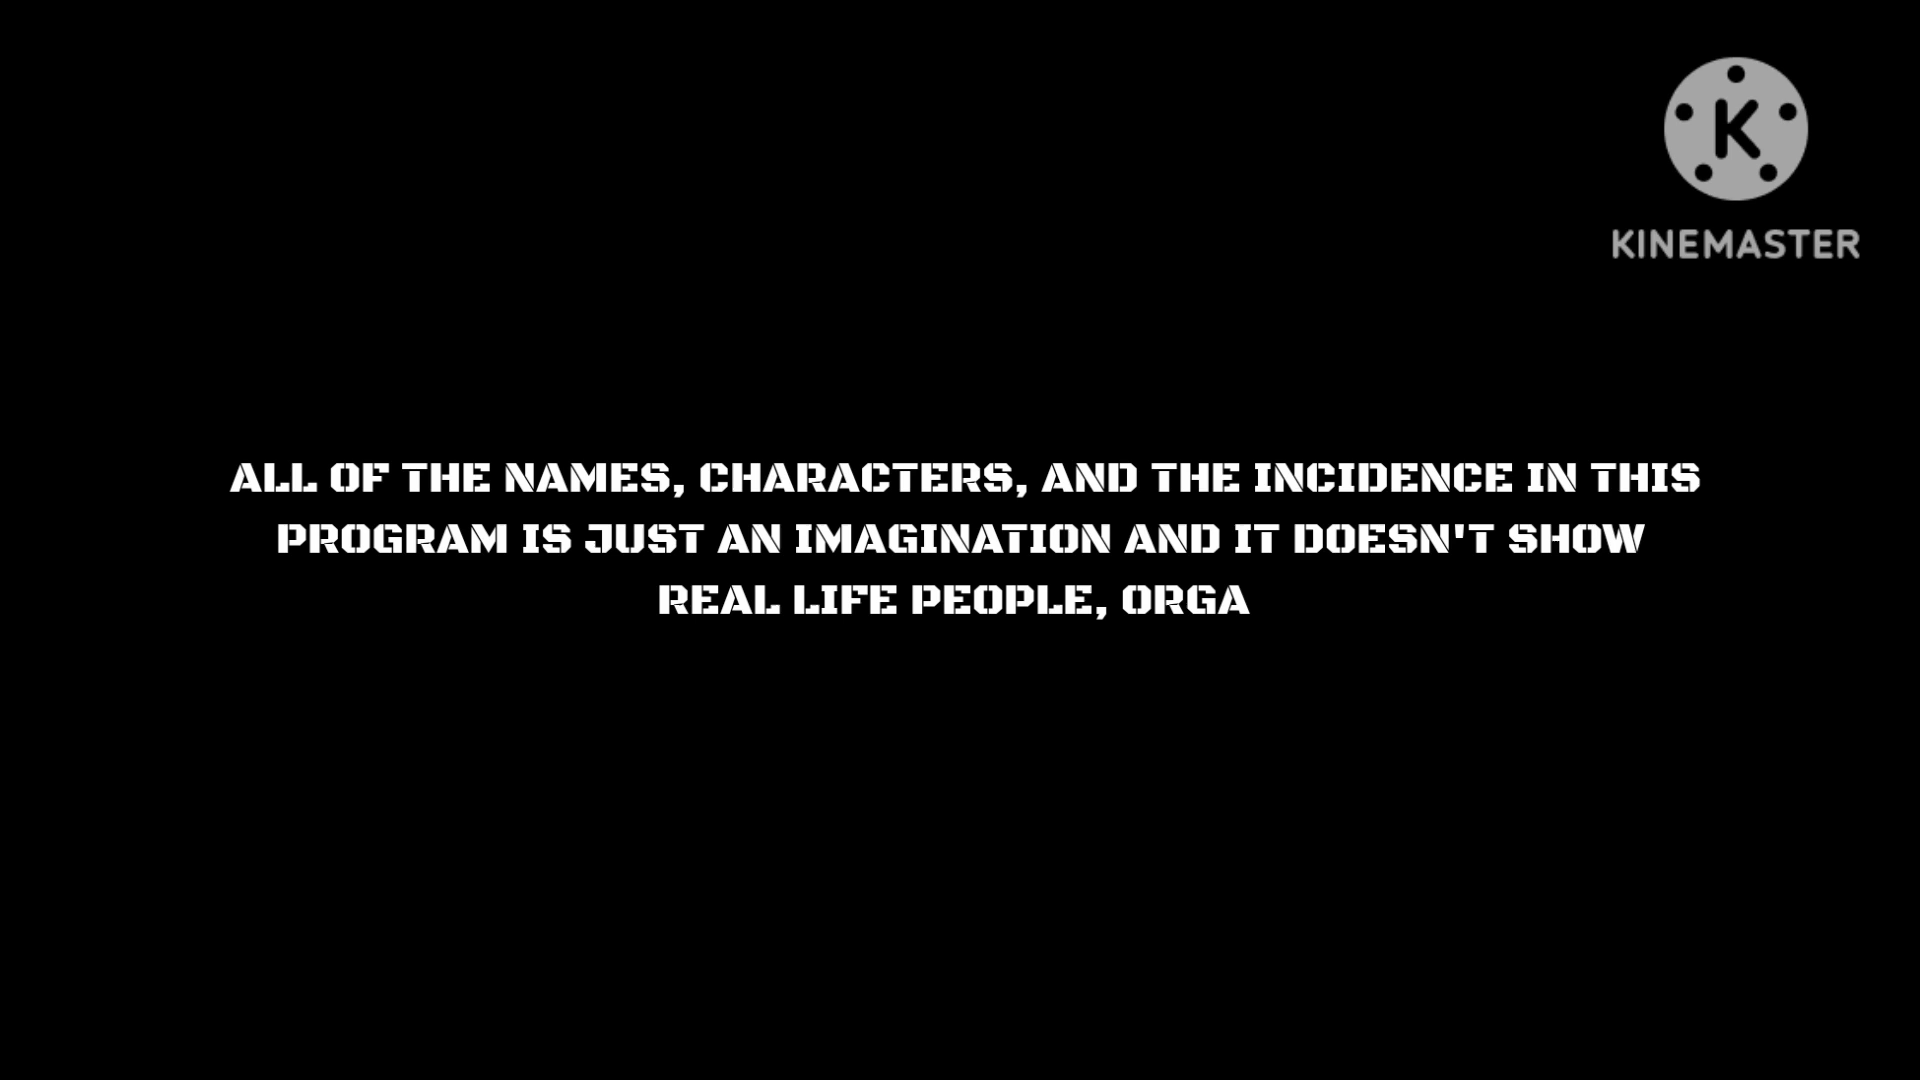 K
KINEMASTER
ALL OF THE NAMES, CHARACTERS, AND THE INCIDENCE IN THIS
PROGRAM IS JUST AN IMAGINATION AND IT DOESN'T SHOW
REAL LIFE PEOPLE, ORGA